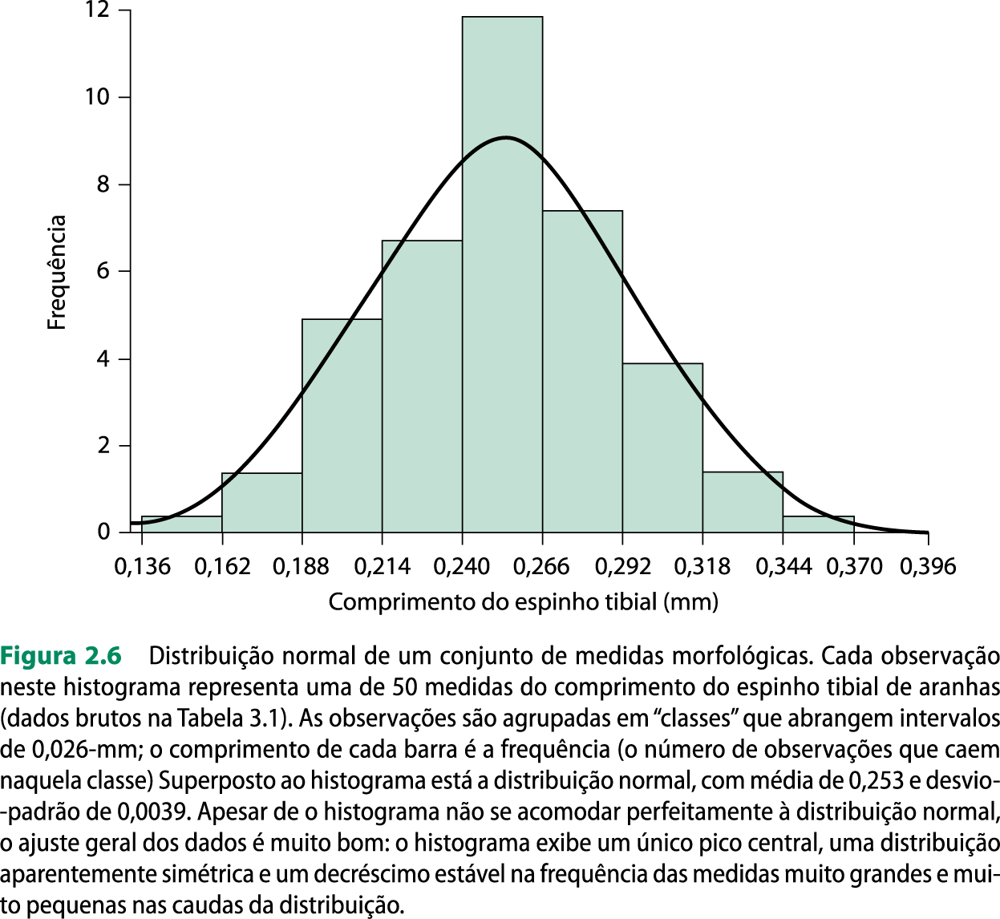 12
10
8
6
4
2
0
Frequência
0,136 0,162 0,188 0,214 0,240 0,266 0,292 0,318 0,344 0,370 0,396
Comprimento do espinho tibial (mm)
Figura 2.6 Distribuição normal de um conjunto de medidas morfológicas. Cada observação
neste histograma representa uma de 50 medidas do comprimento do espinho tibial de aranhas
(dados brutos na Tabela 3.1). As observações são agrupadas em “classes” que abrangem intervalos
de 0,026-mm; o comprimento de cada barra é a frequência (o número de observações que caem
naquela classe) Superposto ao histograma está a distribuição normal, com média de 0,253 e desvio-
-padrão de 0,0039. Apesar de o histograma não se acomodar perfeitamente à distribuição normal,
o ajuste geral dos dados é muito bom: o histograma exibe um único pico central, uma distribuição
aparentemente simétrica e um decréscimo estável na frequência das medidas muito grandes e mui-
to pequenas nas caudas da distribuição.